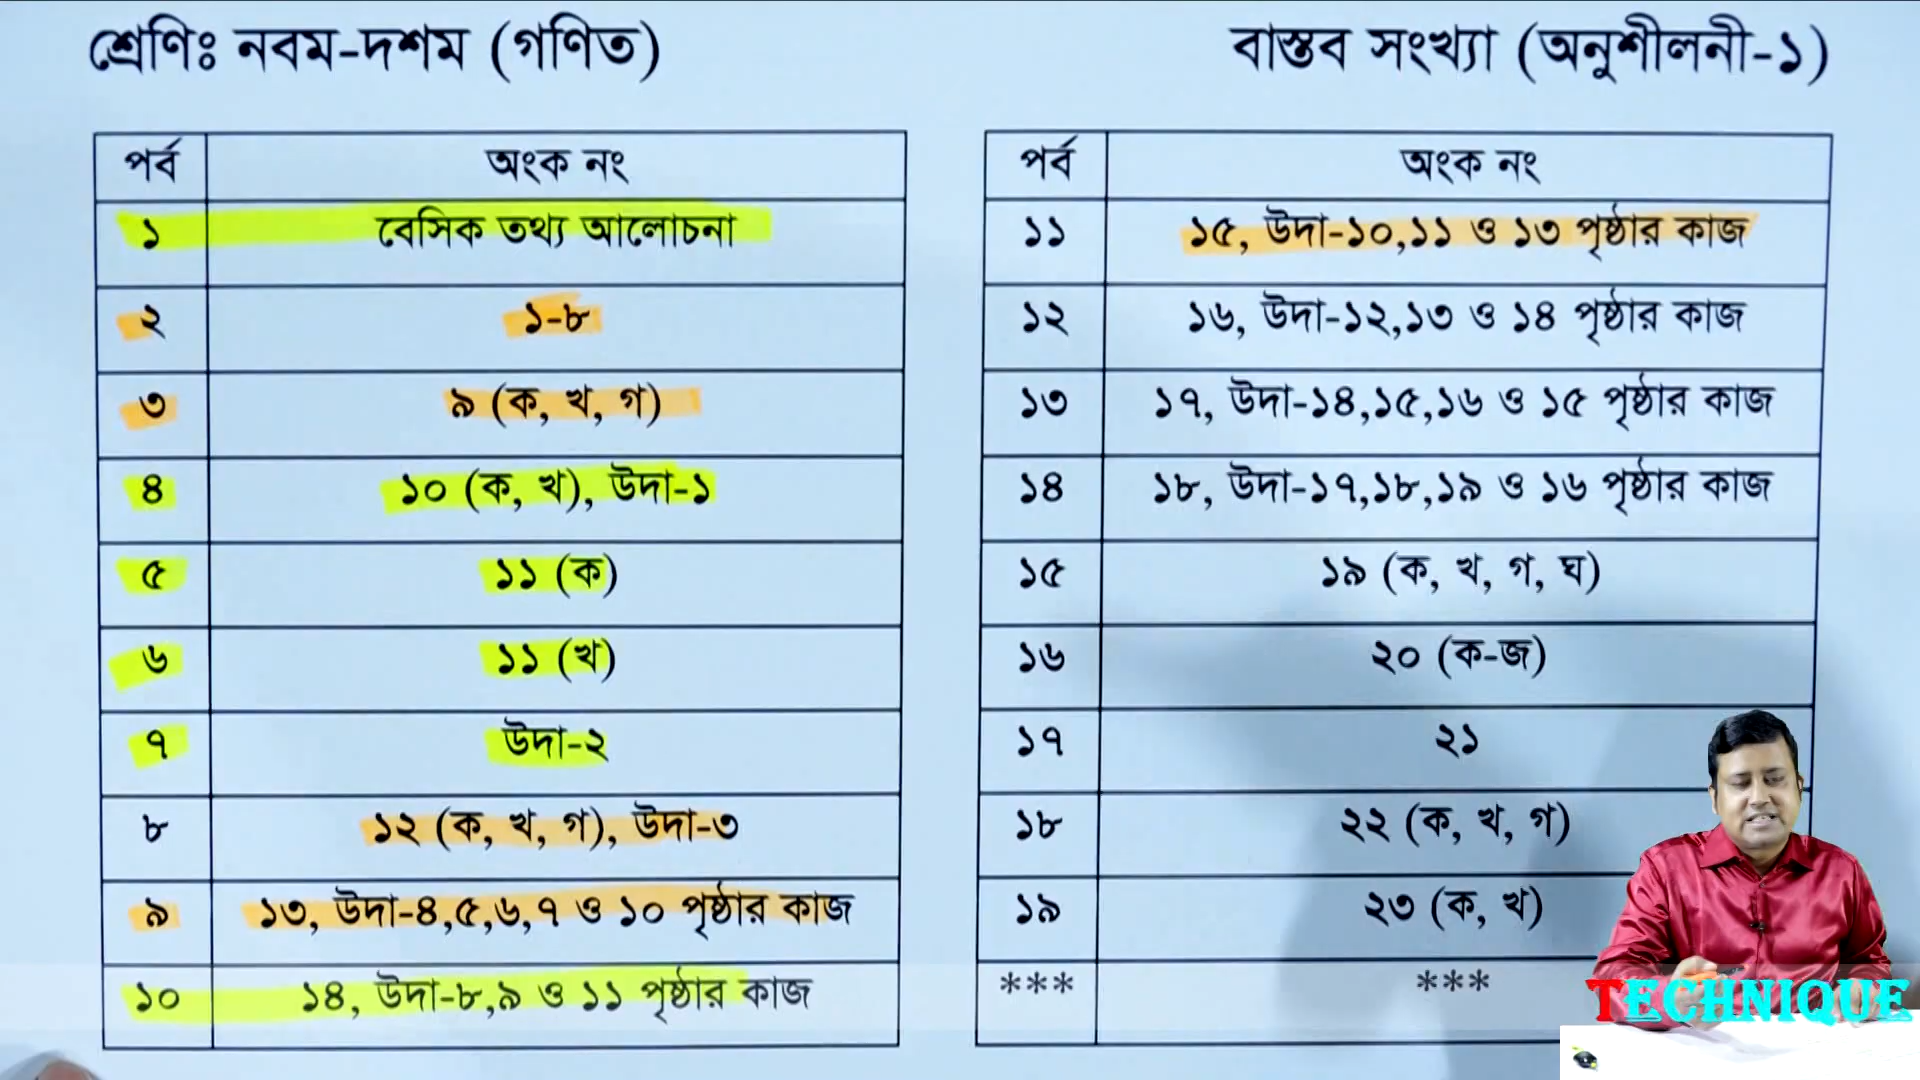 শ্রেণিঃ নবম-দশম (গণিত)
বাস্তব সংখ্যা (অনুশীলনী-১)
পর্ব অংক নং
১ বেসিক তথ্য আলোচনা
২ ১-৮
৩ ৯ (ক, খ, গ)
৪ ১০ (ক, খ), উদা-১
৫ ১১ (ক)
৬ ১১ (খ)
৭ উদা-২
৮ ১২ (ক, খ, গ), উদা-৩
৯ ১৩, উদা-৪,৫,৬,৭ ও ১০ পৃষ্ঠার কাজ
১০ ১৪, উদা-৮,৯ ও ১১ পৃষ্ঠার কাজ
পর্ব অংক নং
১১ ১৫, উদা-১০,১১ ও ১৩ পৃষ্ঠার কাজ
১২ ১৬, উদা-১২,১৩ ও ১৪ পৃষ্ঠার কাজ
১৩ ১৭, উদা-১৪,১৫,১৬ ও ১৫ পৃষ্ঠার কাজ
১৪ ১৮, উদা-১৭,১৮,১৯ ও ১৬ পৃষ্ঠার কাজ
১৫ ১৯ (ক, খ, গ, ঘ)
১৬ ২০ (ক-জ)
১৭ ২১
১৮ ২২ (ক, খ, গ)
১৯ ২৩ (ক, খ)
*** ***
TECHNIQUE